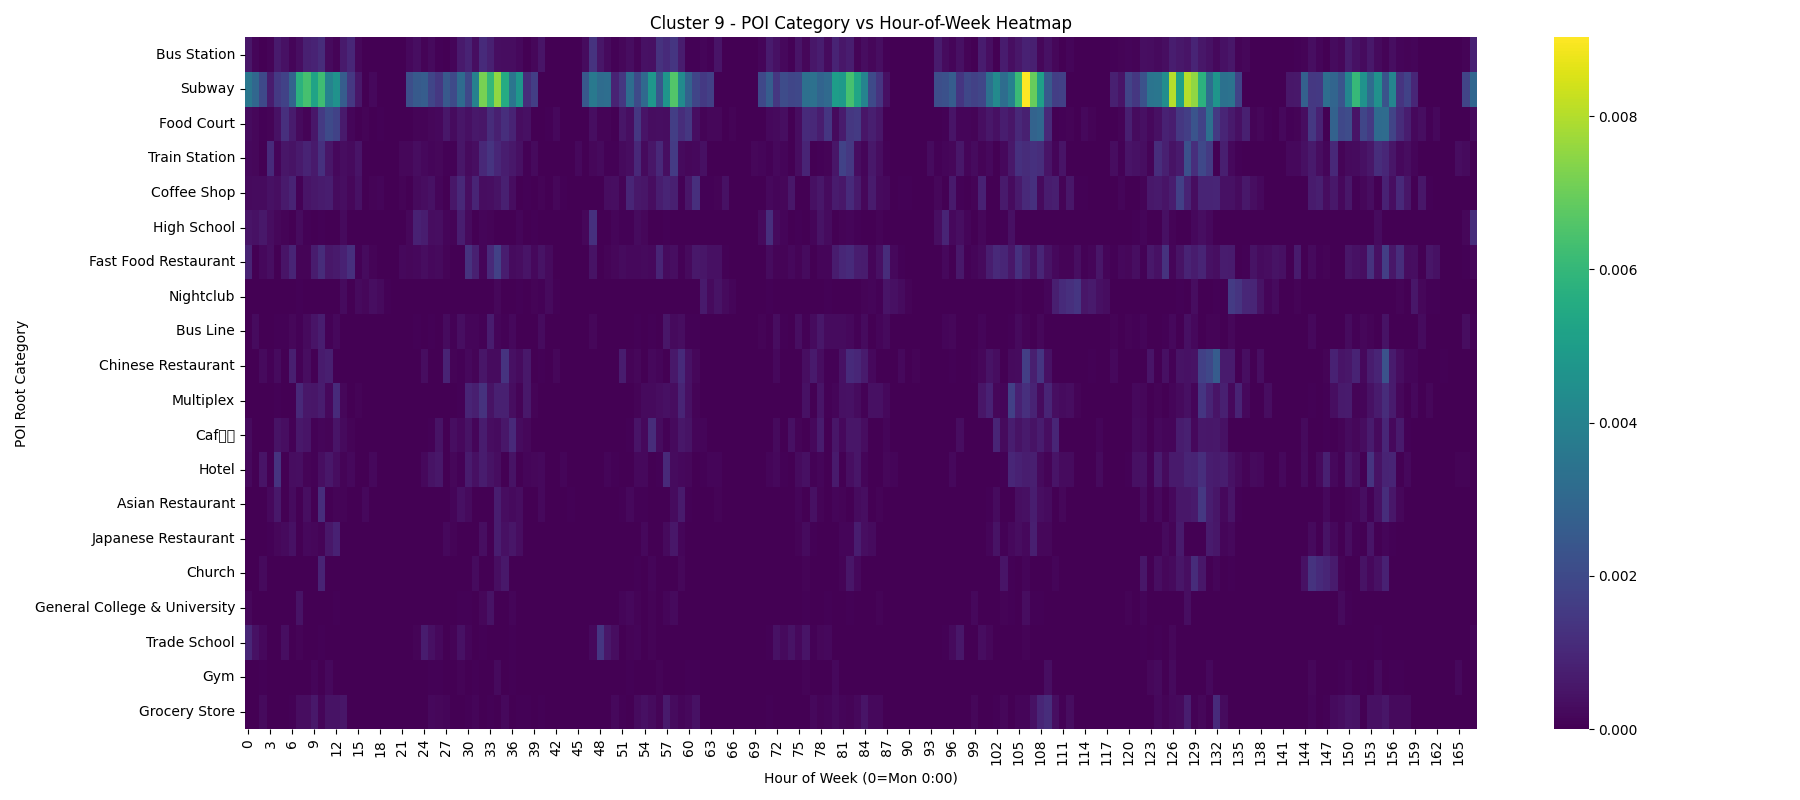 Cluster 9 - POI Category vs Hour-of-Week Heatmap
POI Root Category
Bus Station
Subway
Food Court
Train Station
Coffee Shop
High School
Fast Food Restaurant
Nightclub
Bus Line
Chinese Restaurant
Multiplex
Caf□□
Hotel
Asian Restaurant
Japanese Restaurant
Church
General College & University
Trade School
Gym
Grocery Store
0 3 6 9 12 15 18 21 24 27 30 33 36 39 42 45 48 51 54 57 60 63 66 69 72 75 78 81 84 87 90 93 96 99 102 105 108 111 114 117 120 123 126 129 132 135 138 141 144 147 150 153 156 159 162 165
Hour of Week (0=Mon 0:00)
0.008
0.006
0.004
0.002
0.000